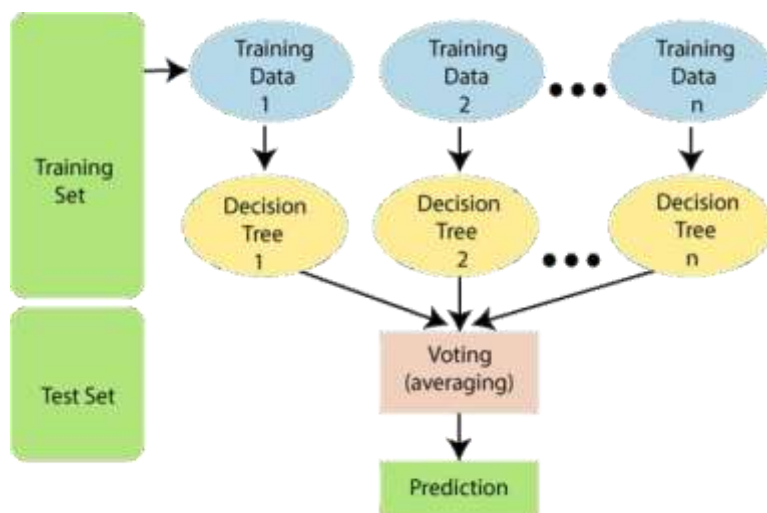 Training
Set
Test Set
Training
Data
1
Training
Data
2
Training
Data
n
Decision
Tree
1
Decision
Tree
2
Decision
Tree
n
Voting
(averaging)
Prediction